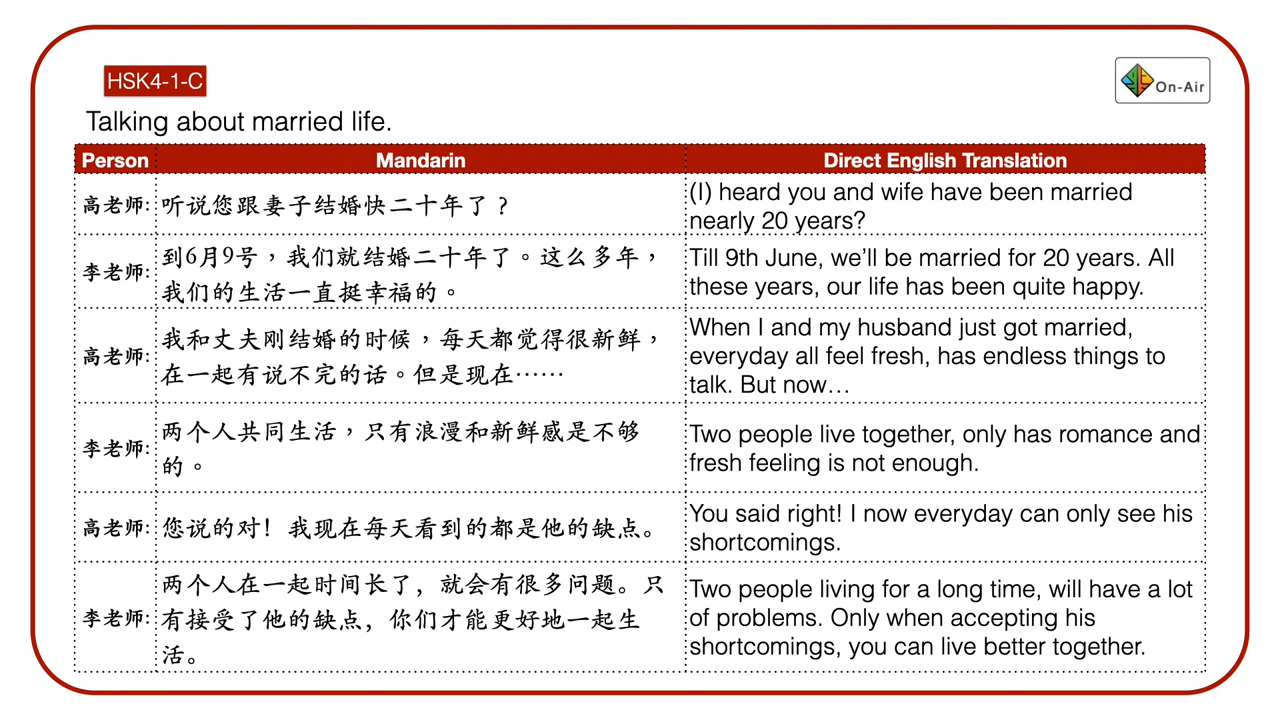 HSK4-1-C
On-Air
Talking about married life.
Person Mandarin Direct English Translation
高老师: 听说您跟妻子结婚快二十年了？
(I) heard you and wife have been married
nearly 20 years?
李老师: 到6月9号，我们就结婚二十年了。这么多年，
我们的生活一直挺幸福的。
Till 9th June, we’ll be married for 20 years. All
these years, our life has been quite happy.
高老师: 我和丈夫刚结婚的时候，每天都觉得很新鲜，
在一起有说不完的话。但是现在……
When I and my husband just got married,
everyday all feel fresh, has endless things to
talk. But now…
李老师: 两个人共同生活，只有浪漫和新鲜感是不够
的。
Two people live together, only has romance and
fresh feeling is not enough.
高老师: 您说的对！我现在每天看到的都是他的缺点。
You said right! I now everyday can only see his
shortcomings.
李老师: 两个人在一起时间长了，就会有很多问题。只
有接受了他的缺点，你们才能更好地一起生
活。
Two people living for a long time, will have a lot
of problems. Only when accepting his
shortcomings, you can live better together.